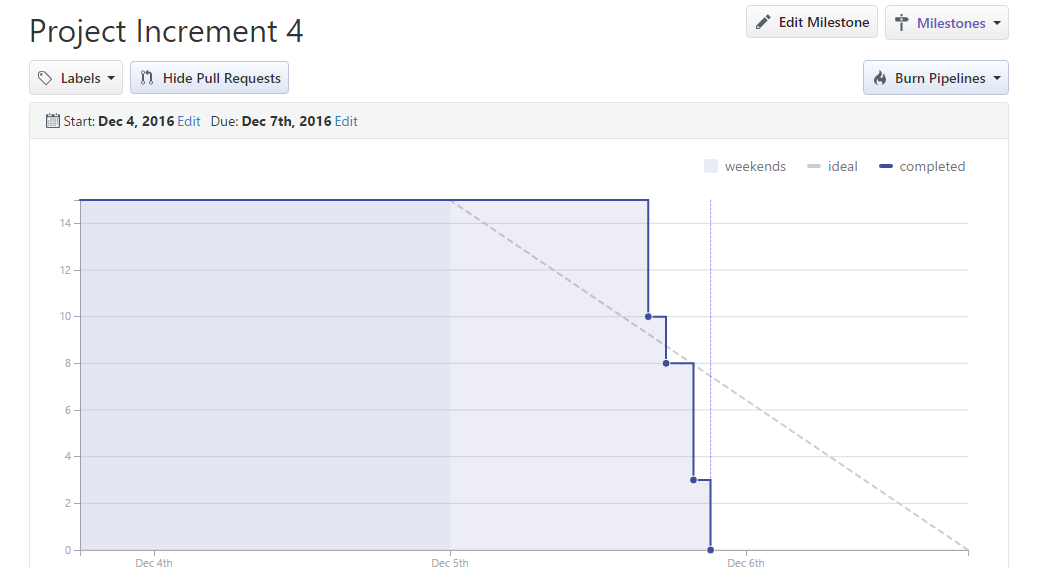 Project Increment 4
Edit Milestone
Milestones
Labels
Hide Pull Requests
Burn Pipelines
Start: Dec 4, 2016 Edit Due: Dec 7th, 2016 Edit
weekends
ideal
completed
14
12
10
8
6
4
2
0
Dec 4th
Dec 5th
Dec 6th